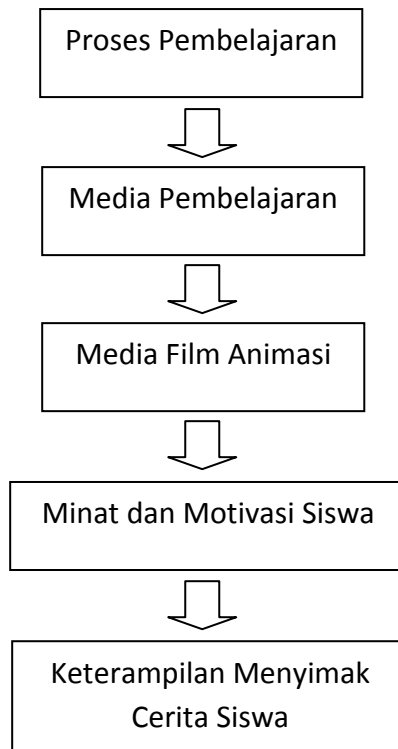 Proses Pembelajaran
Media Pembelajaran
Media Film Animasi
Minat dan Motivasi Siswa
Keterampilan Menyimak
Cerita Siswa